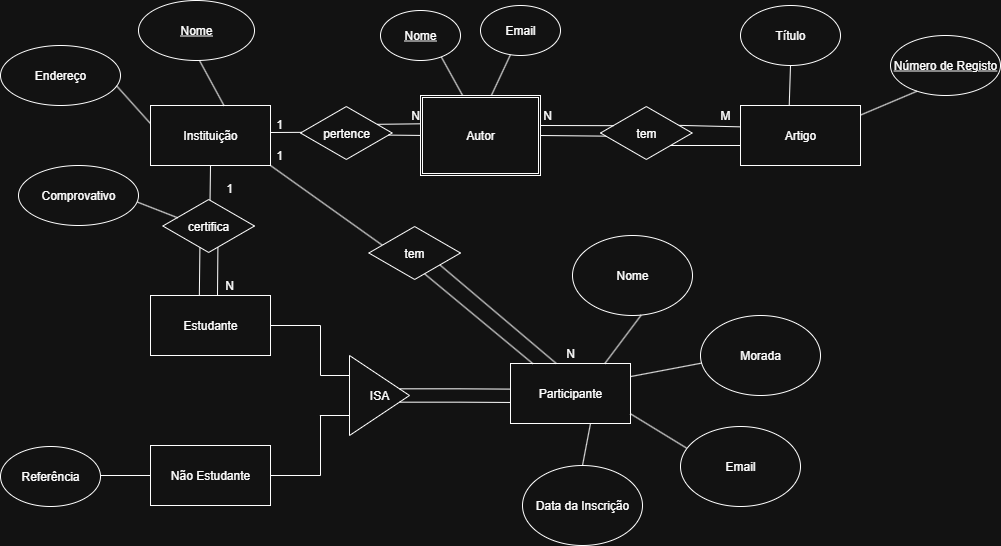 Nome
Nome
Email
Título
Endereço
Número de Registo
1
N
N
M
Instituição
pertence
Autor
tem
Artigo
1
Comprovativo
1
certifica
tem
N
Nome
Estudante
N
Morada
ISA
Participante
Referência
Não Estudante
Email
Data da Inscrição